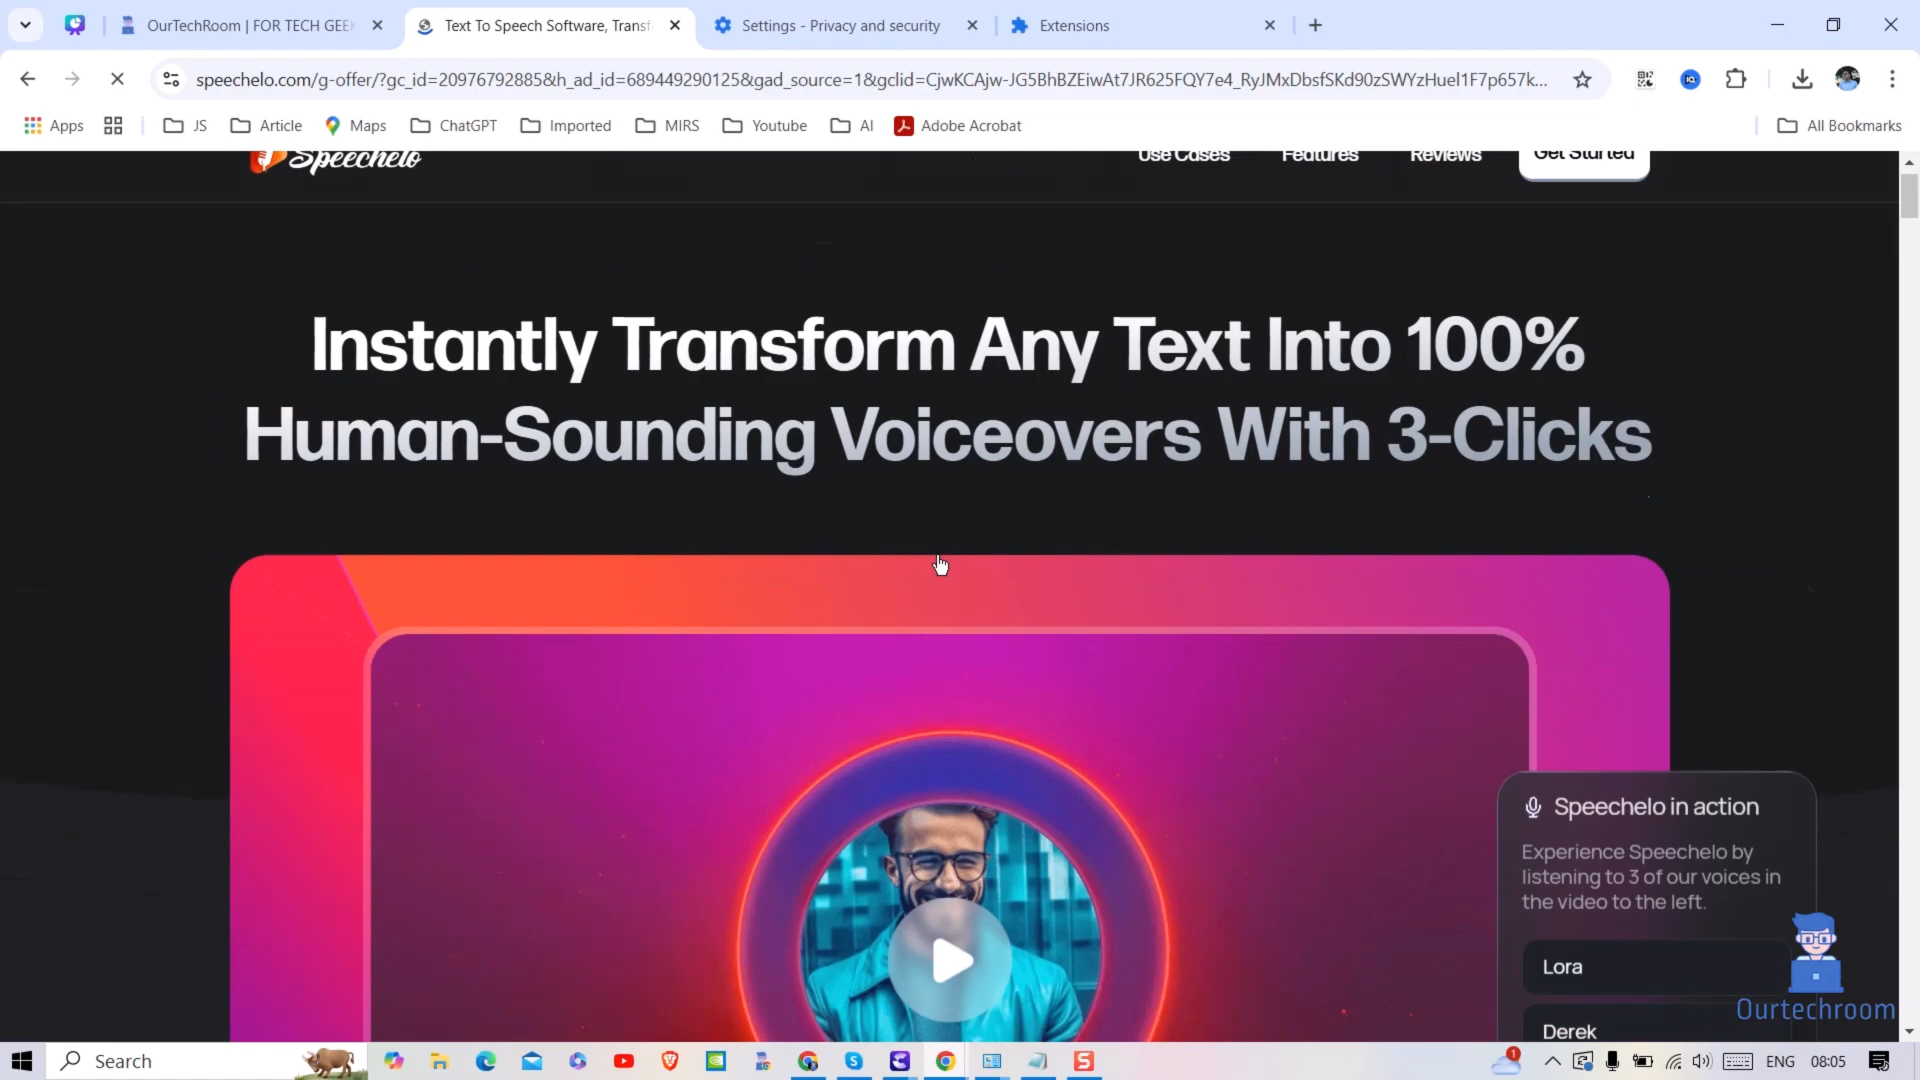 OurTechRoom | FOR TECH GEE
Text To Speech Software, Transf
Settings - Privacy and security
Extensions
speechelo.com/g-offer/?gc_id=20976792885&h_ad_id=689449290125&gad_source=1&gclid=CjwKCAjw-JG5BhBZEiwAt7JR625FQY7e4_RyJMxDbsfSKd90zSWYzHuel1F7p657k...
Apps
JS
Article
Maps
ChatGPT
Imported
MIRS
Youtube
AI
Adobe Acrobat
All Bookmarks
Speechelo
Use Cases
Features
Reviews
Get Started
Instantly Transform Any Text Into 100%
Human-Sounding Voiceovers With 3-Clicks
Speechelo in action
Experience Speechelo by
listening to 3 of our voices in
the video to the left.
Lora
Derek
Ourtechroom
Search
1
ENG
08:05